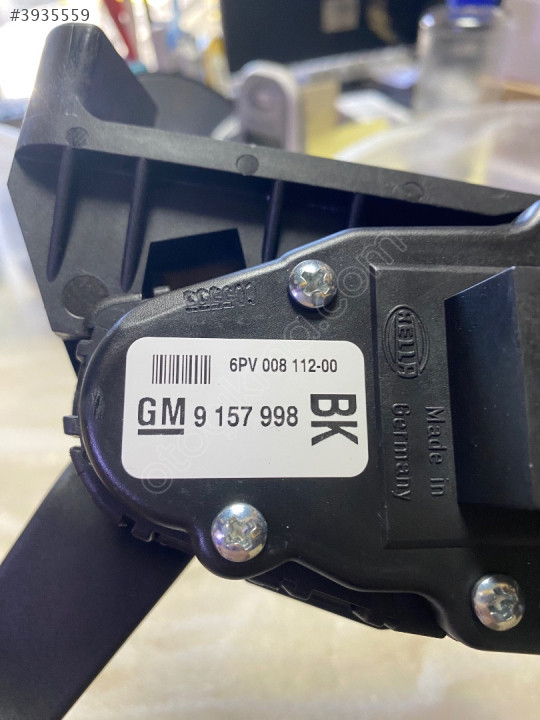 #3935559
6PV 008 112-00
GM 9 157 998
BK
HELLA
Made in
Germany